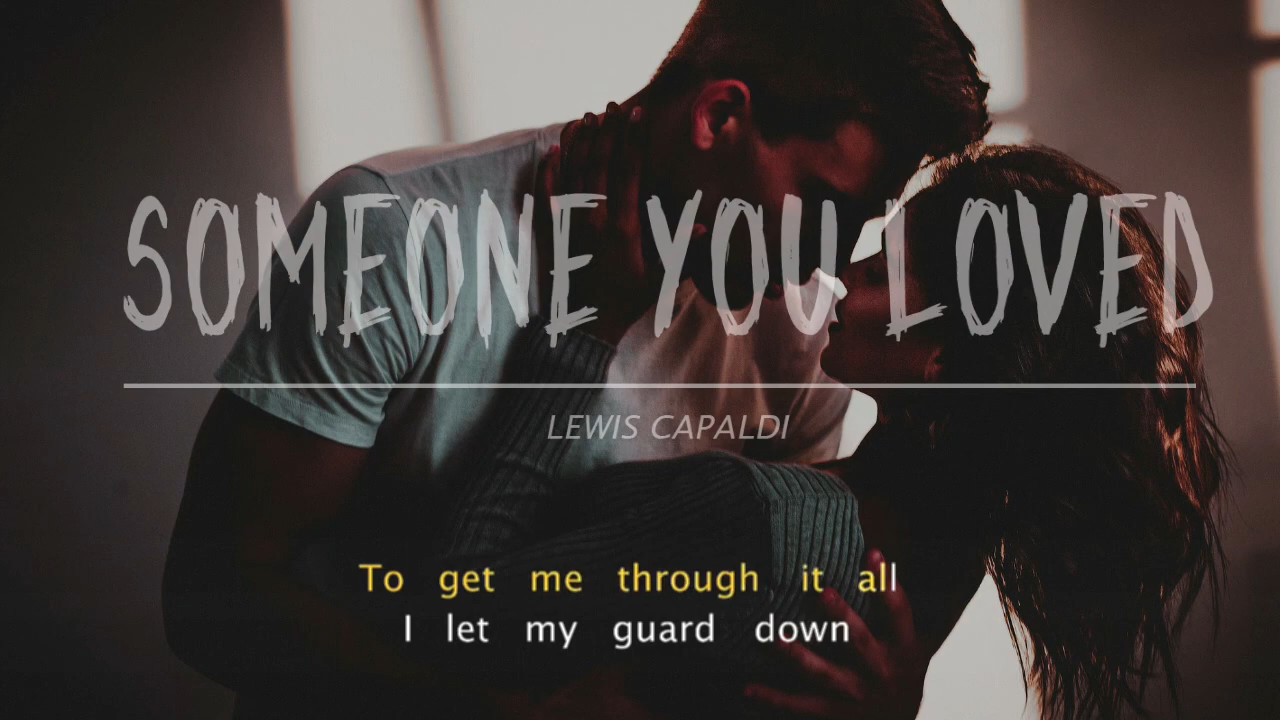 SOMEONE YOU LOVED
LEWIS CAPALDI
To get me through it all
I let my guard down